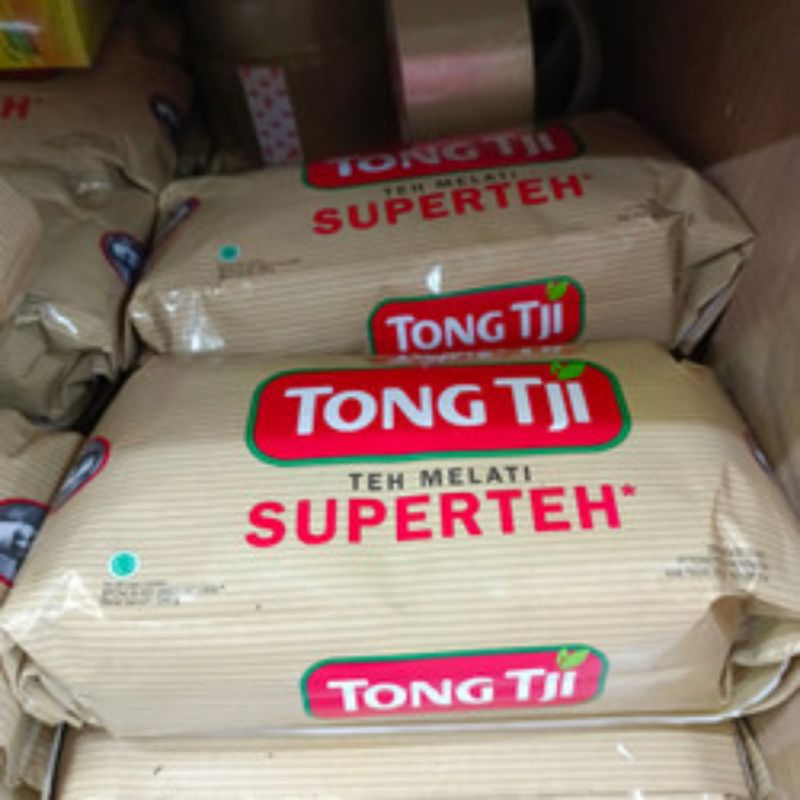 H*
TONG TJI
TEH MELATI
SUPERTEH*
TONG TJI
TONG TJI
TEH MELATI
SUPERTEH*
TONG TJI